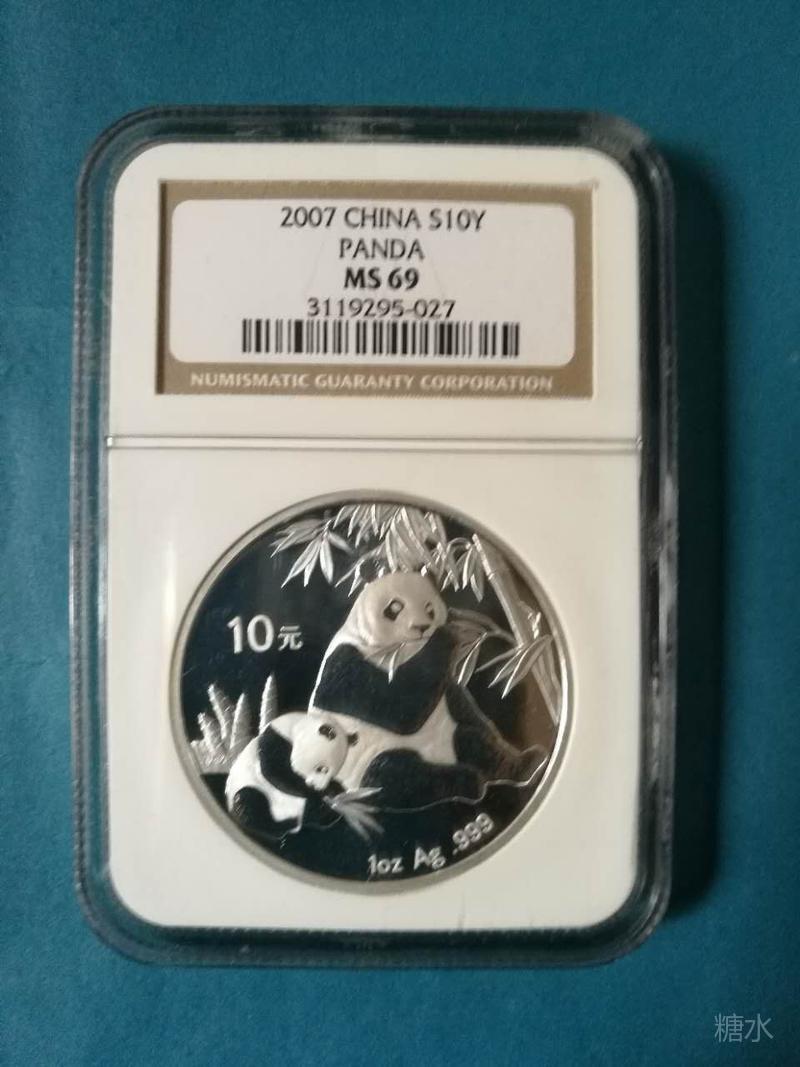 2007 CHINA S10Y
PANDA
MS 69
3119295-027
NUMISMATIC GUARANTY CORPORATION
10元
1oz Ag .999
糖水